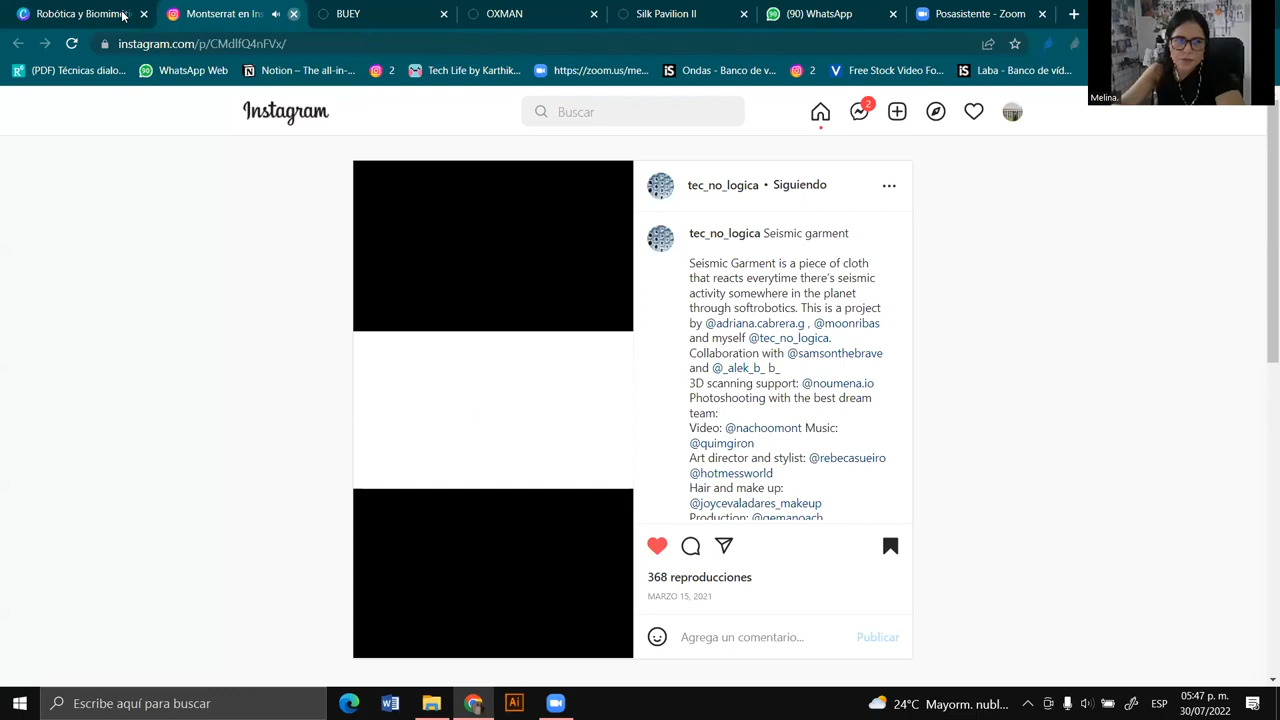 Robótica y Biomimé
Montserrat en Ins
BUEY
OXMAN
Silk Pavilion II
(90) WhatsApp
Posasistente - Zoom
instagram.com/p/CMdlfQ4nFVx/
(PDF) Técnicas dialo...
WhatsApp Web
Notion – The all-in-...
2
Tech Life by Karthik...
https://zoom.us/me...
Ondas - Banco de v...
2
Free Stock Video Fo...
Laba - Banco de víd...
Melina.
Instagram
Buscar
2
tec_no_logica • Siguiendo
tec_no_logica Seismic garment
Seismic Garment is a piece of cloth
that reacts everytime there's seismic
activity somewhere in the planet
through softrobotics. This is a project
by @adriana.cabrera.g , @moonribas
and myself @tec_no_logica.
Collaboration with @samsonthebrave
and @_alek_b_ b_
3D scanning support: @noumena.io
Photoshooting with the best dream
team:
Video: @nachoomont Music:
@quimgiron
Art director and stylist: @rebecasueiro
@hotmessworld
Hair and make up:
@joycevaladares_makeup
Production: @gemapoach
368 reproducciones
MARZO 15, 2021
Agrega un comentario...
Publicar
Escribe aquí para buscar
24°C Mayorm. nubl...
ESP
05:47 p. m.
30/07/2022